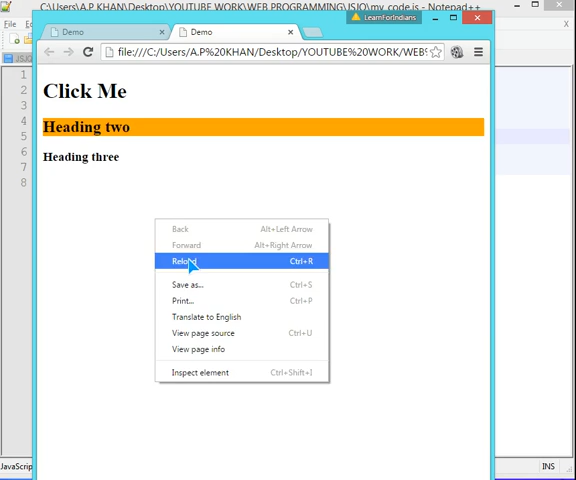 C:\Users\A.P KHAN\Desktop\YOUTUBE WORK\WEB PROGRAMMING\JSJQ\my_code.js - Notepad++
File
X
LearnForIndians
Demo
Demo
file:///C:/Users/A.P%20KHAN/Desktop/YOUTUBE%20WORK/WEB%
1
2
3
4
5
6
7
8
Click Me
Heading two
Heading three
Back Alt+Left Arrow
Forward Alt+Right Arrow
Reload Ctrl+R
Save as... Ctrl+S
Print... Ctrl+P
Translate to English
View page source Ctrl+U
View page info
Inspect element Ctrl+Shift+I
JavaScrip
INS